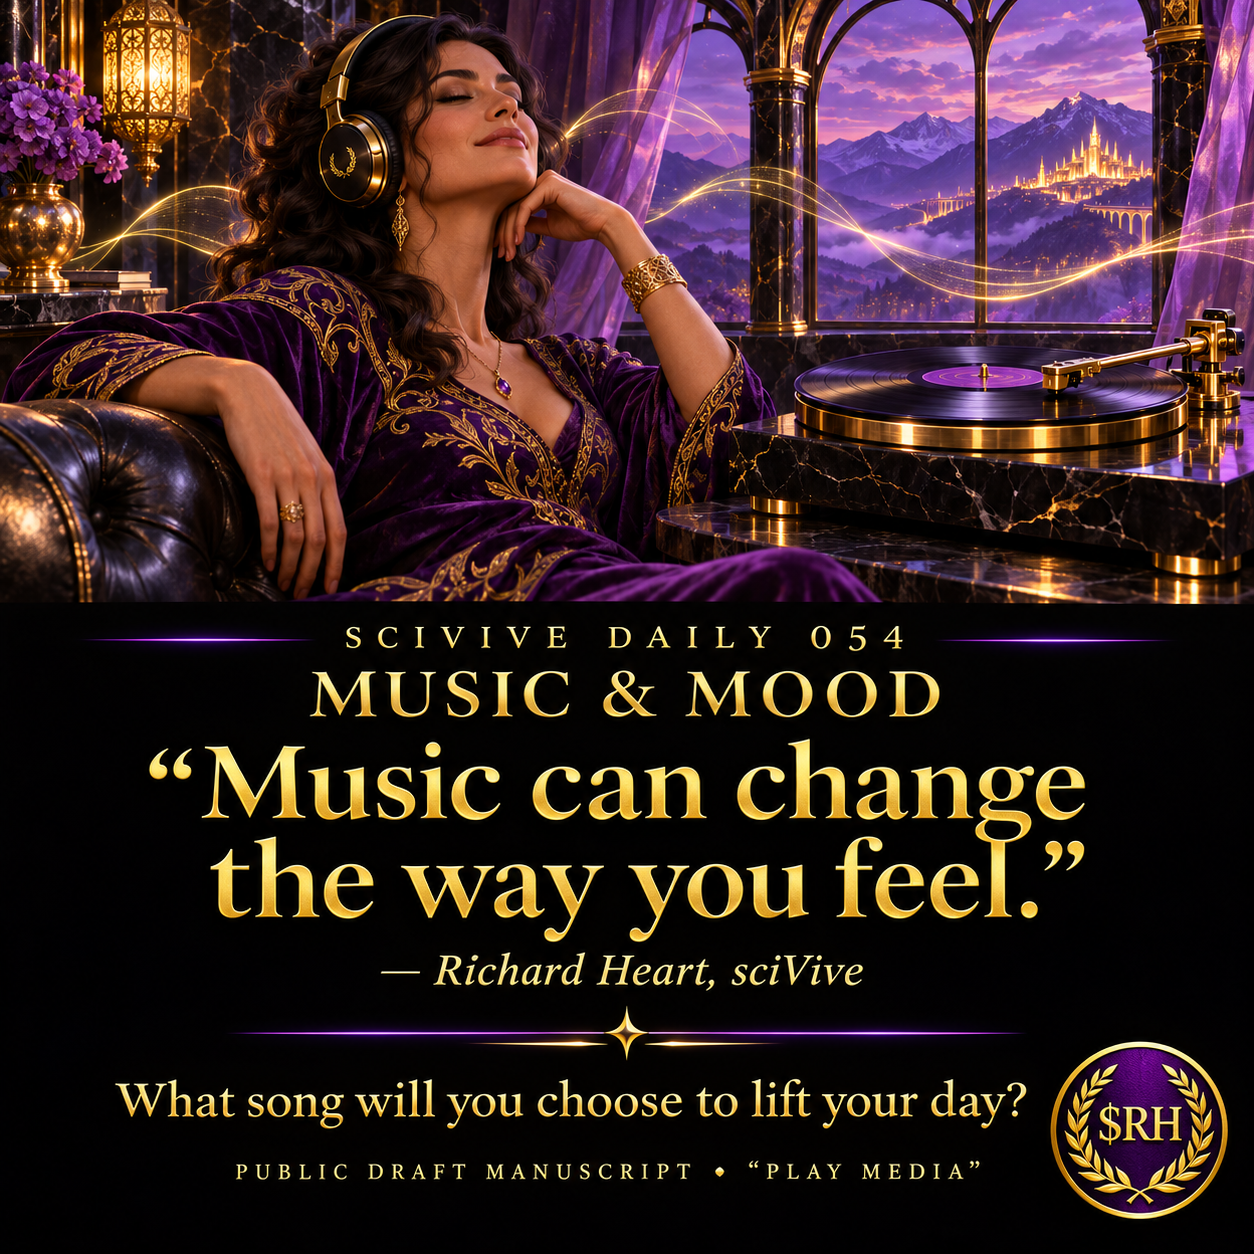 SCIVIVE DAILY 054
MUSIC & MOOD
“Music can change
the way you feel.”
— Richard Heart, sciVive
What song will you choose to lift your day?
$RH
PUBLIC DRAFT MANUSCRIPT • “PLAY MEDIA”